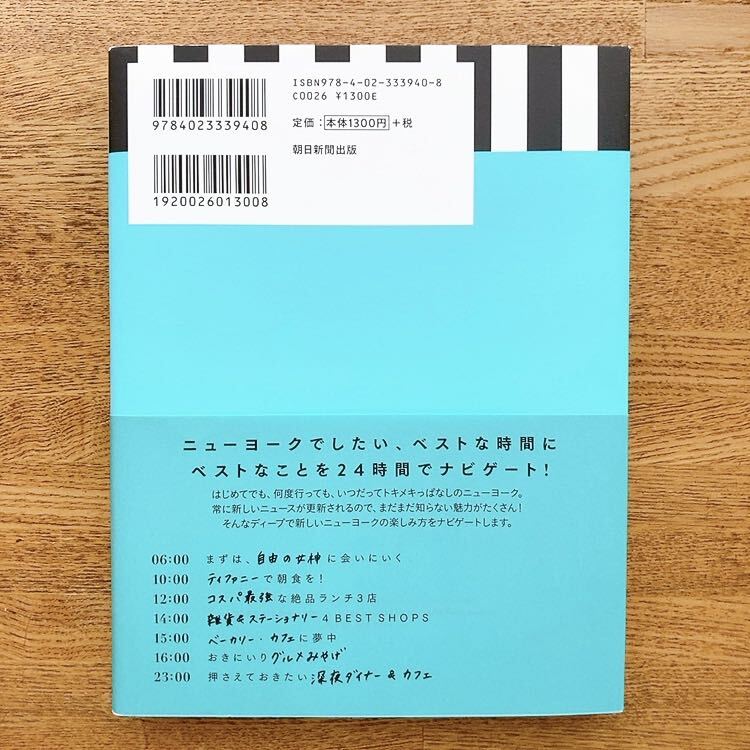 ISBN978-4-02-333940-8
C0026 ¥1300E
定価：本体1300円＋税
朝日新聞出版
9784023339408
1920026013008
ニューヨークでしたい、ベストな時間に
ベストなことを24時間でナビゲート！
はじめてでも、何度行っても、いつだってトキメキっぱなしのニューヨーク。
常に新しいニュースが更新されるので、まだまだ知らない魅力がたくさん！
そんなディープで新しいニューヨークの楽しみ方をナビゲートします。
06:00 まずは、自由の女神に会いにいく
10:00 ティファニーで朝食を！
12:00 コスパ最強な絶品ランチ3店
14:00 雑貨&ステーショナリー4 BEST SHOPS
15:00 ベーカリー・カフェに夢中
16:00 おきにいりグルメみやげ
23:00 押さえておきたい深夜ダイナー&カフェ